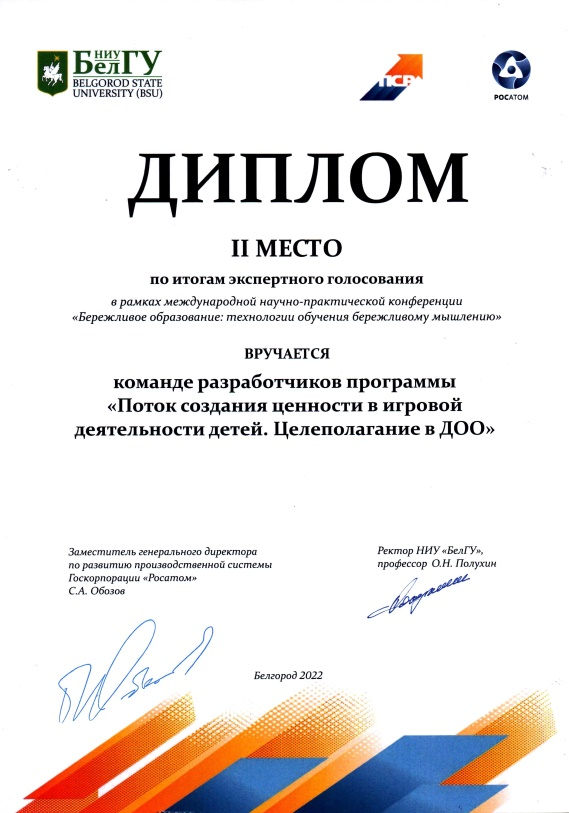 НИУ
БелГУ
BELGOROD STATE
UNIVERSITY (BSU)
ПСР
РОСАТОМ
ДИПЛОМ
II МЕСТО
по итогам экспертного голосования
в рамках международной научно-практической конференции
«Бережливое образование: технологии обучения бережливому мышлению»
ВРУЧАЕТСЯ
команде разработчиков программы
«Поток создания ценности в игровой
деятельности детей. Целеполагание в ДОО»
Заместитель генерального директора
по развитию производственной системы
Госкорпорации «Росатом»
С.А. Обозов
Ректор НИУ «БелГУ»,
профессор О.Н. Полухин
Белгород 2022